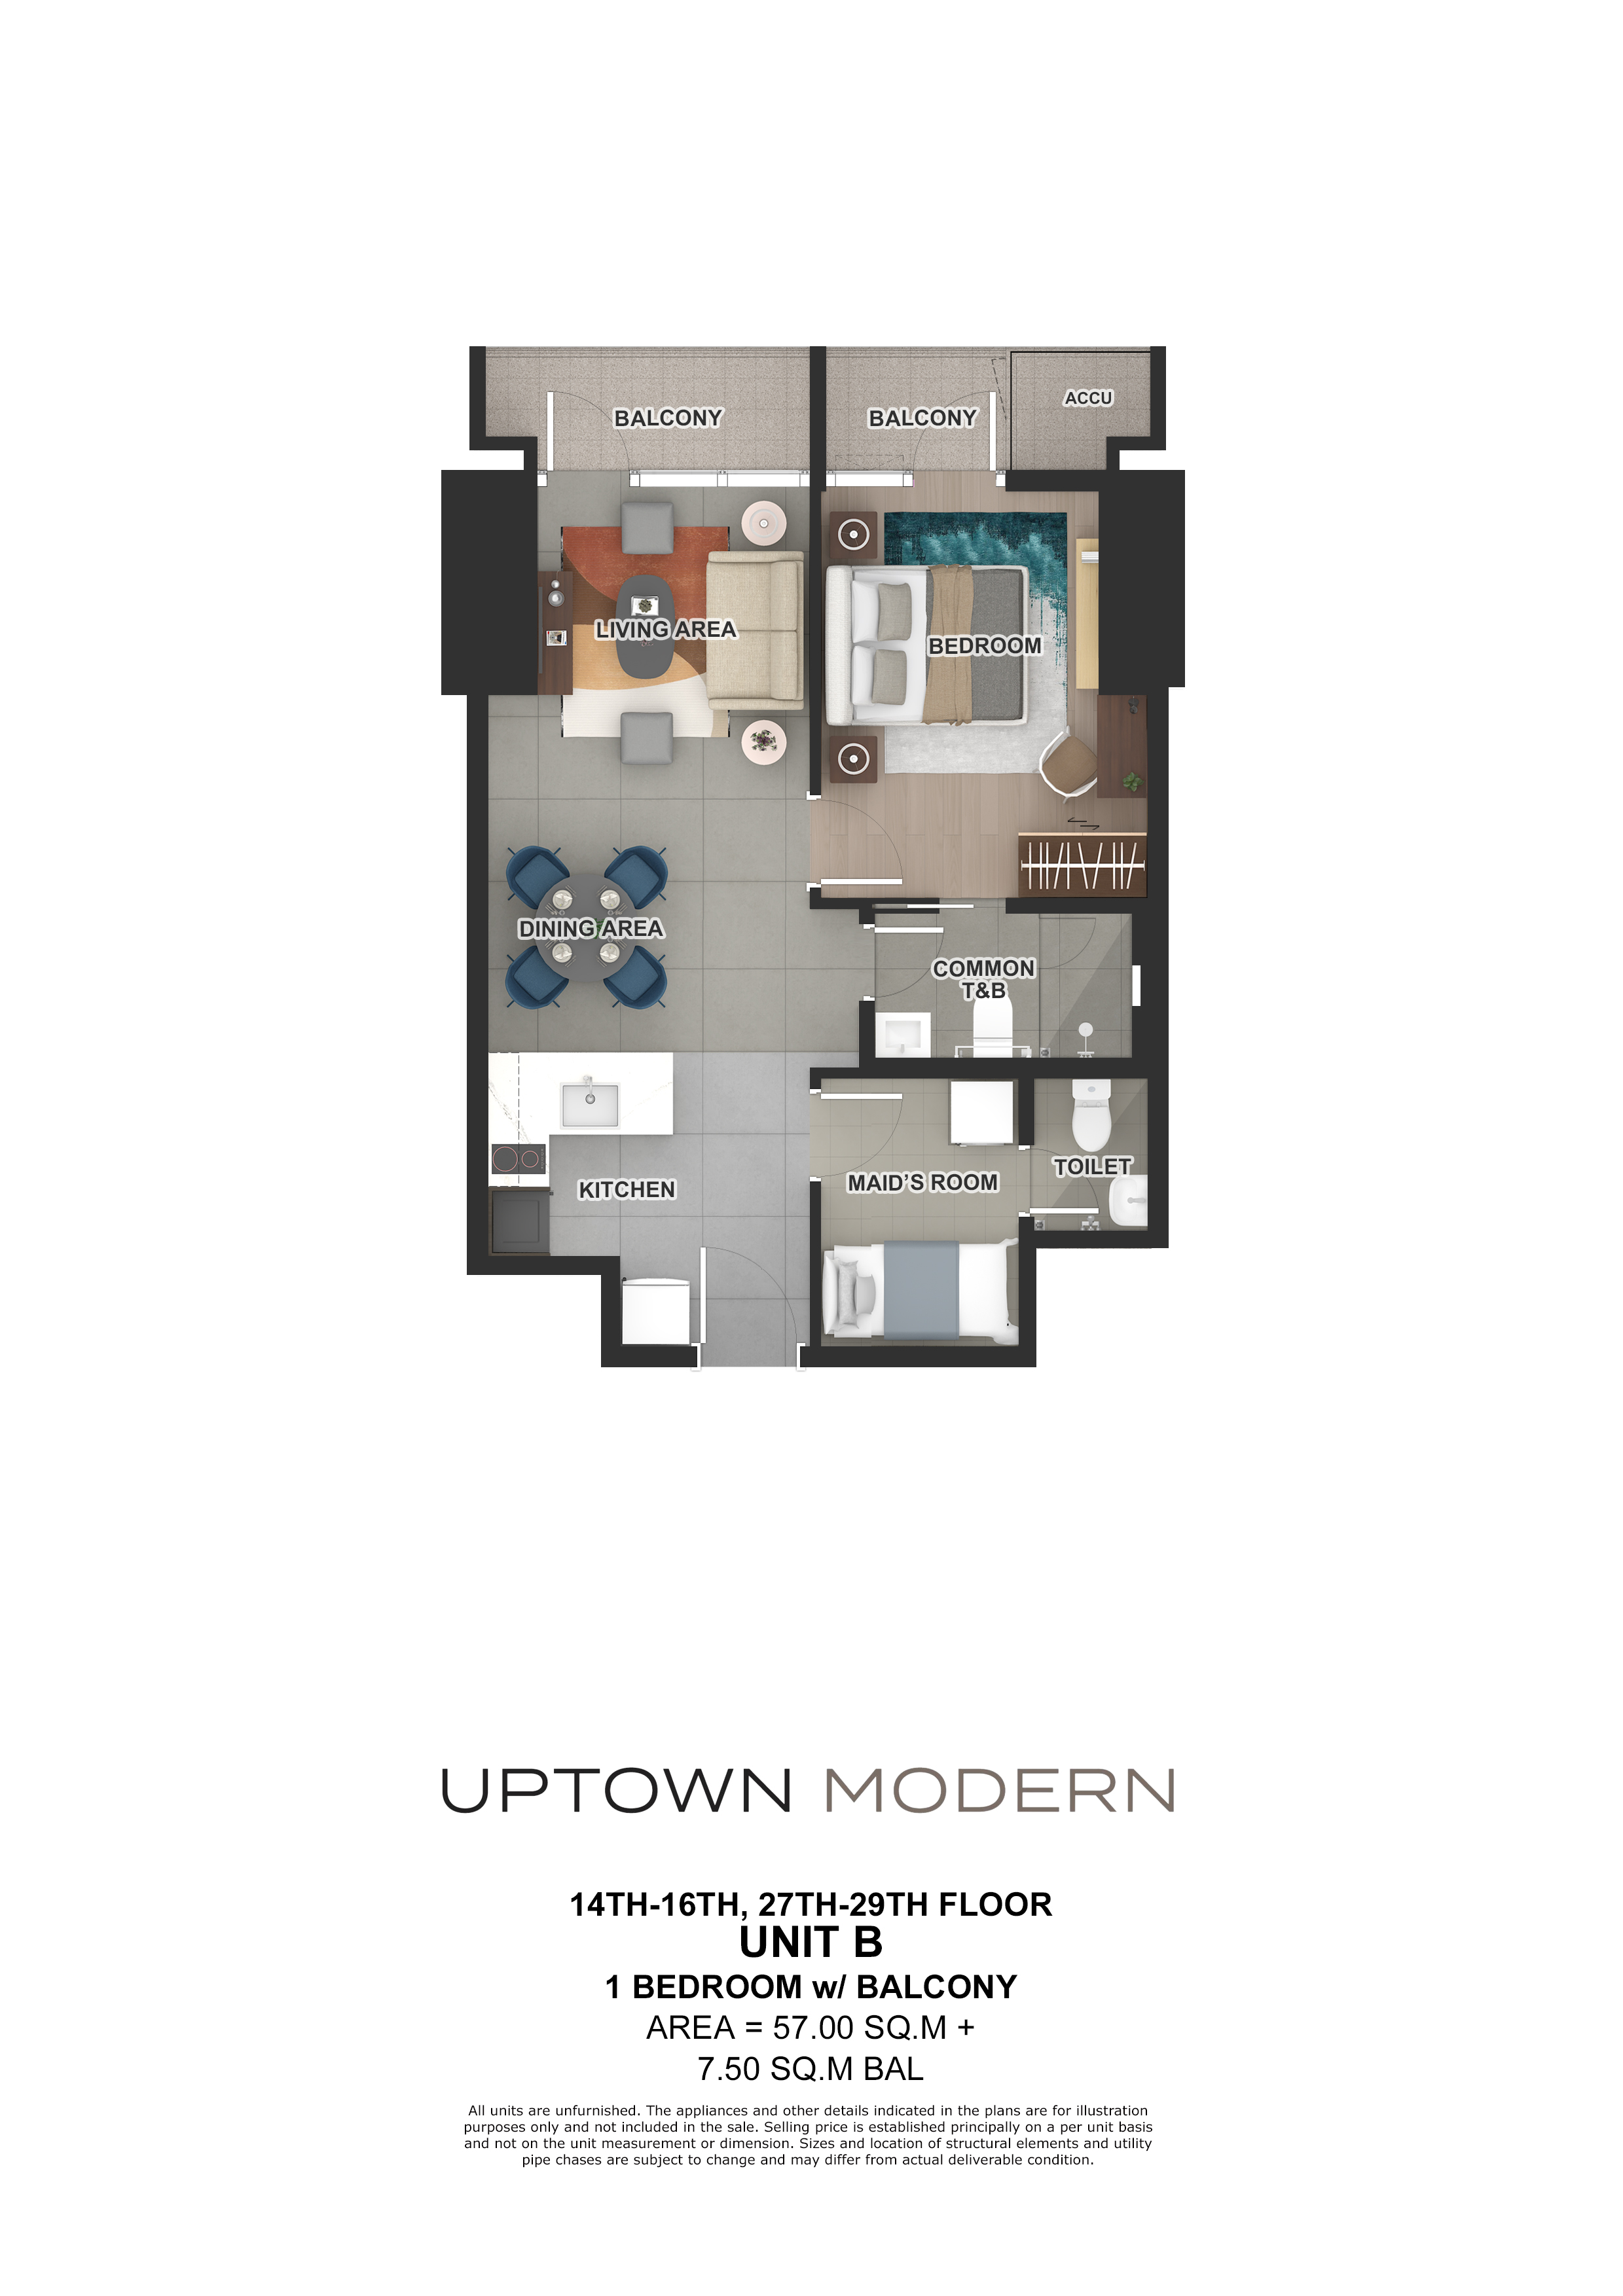 BALCONY
BALCONY
ACCU
LIVING AREA
BEDROOM
DINING AREA
COMMON
T&B
KITCHEN
MAID'S ROOM
TOILET
UPTOWN MODERN
14TH-16TH, 27TH-29TH FLOOR
UNIT B
1 BEDROOM w/ BALCONY
AREA = 57.00 SQ.M +
7.50 SQ.M BAL
All units are unfurnished. The appliances and other details indicated in the plans are for illustration
purposes only and not included in the sale. Selling price is established principally on a per unit basis
and not on the unit measurement or dimension. Sizes and location of structural elements and utility
pipe chases are subject to change and may differ from actual deliverable condition.